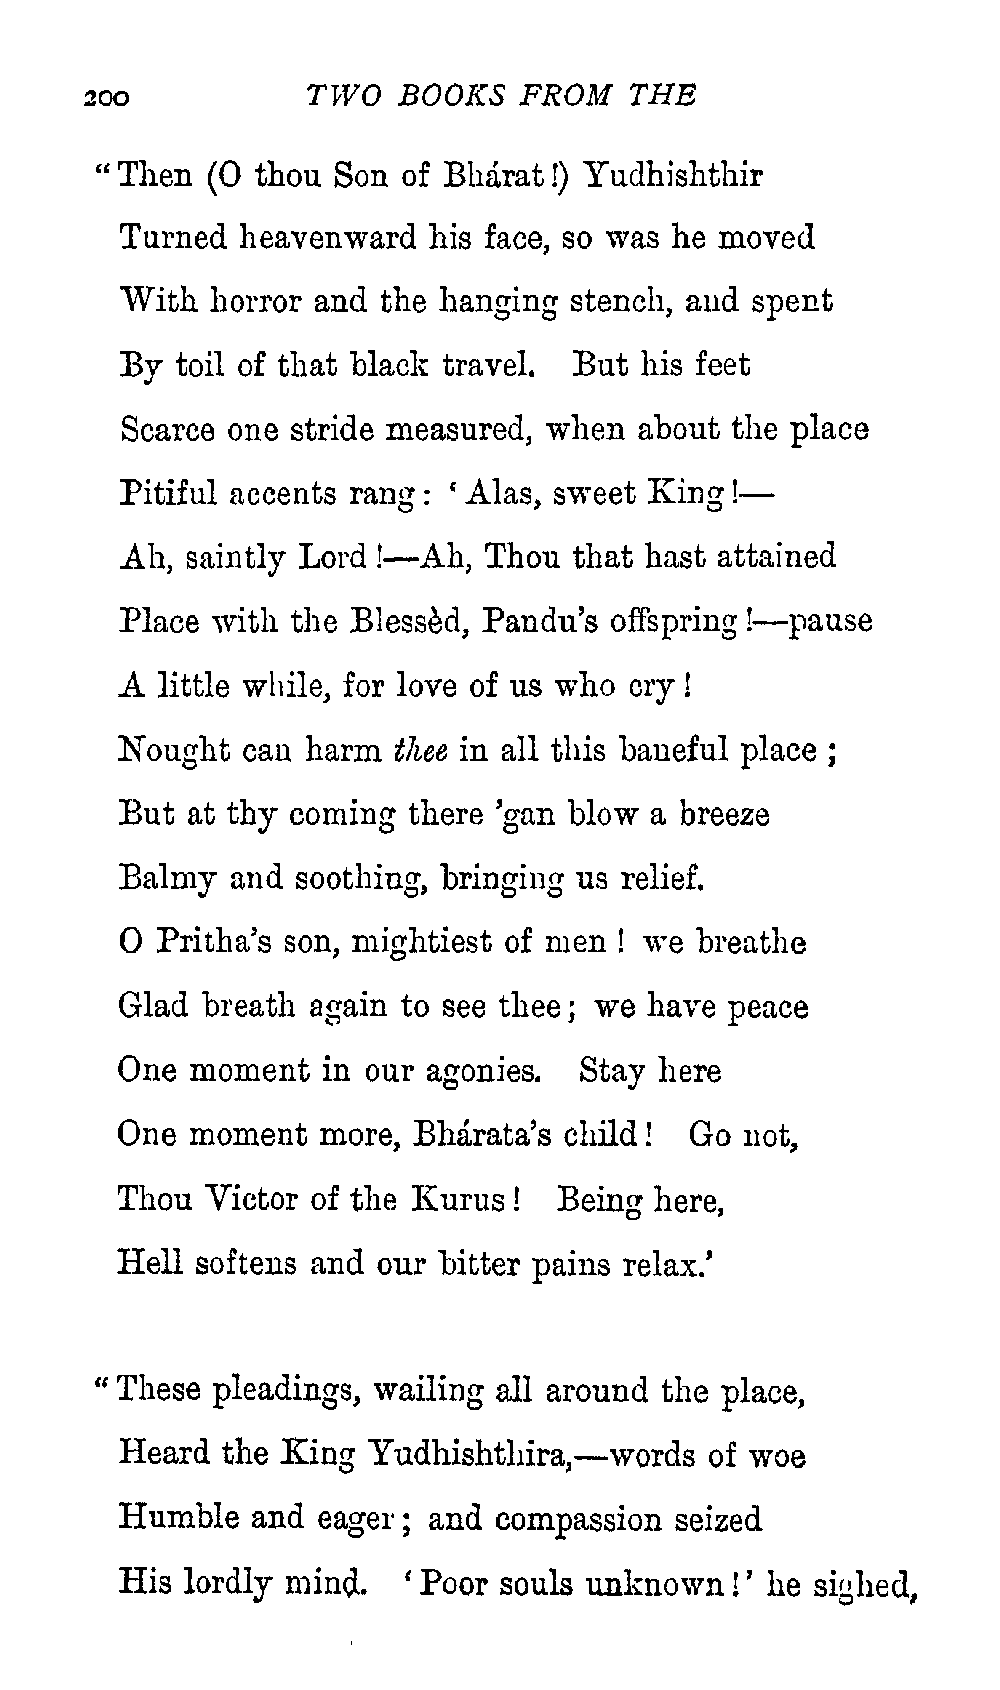 200 TWO BOOKS FROM THE
“Then (O thou Son of Bhárat!) Yudhishthir
Turned heavenward his face, so was he moved
With horror and the hanging stench, and spent
By toil of that black travel. But his feet
Scarce one stride measured, when about the place
Pitiful accents rang: ‘Alas, sweet King!—
Ah, saintly Lord!—Ah, Thou that hast attained
Place with the Blessèd, Pandu’s offspring!—pause
A little while, for love of us who cry!
Nought can harm thee in all this baneful place;
But at thy coming there ’gan blow a breeze
Balmy and soothing, bringing us relief.
O Pritha’s son, mightiest of men! we breathe
Glad breath again to see thee; we have peace
One moment in our agonies. Stay here
One moment more, Bhárata’s child! Go not,
Thou Victor of the Kurus! Being here,
Hell softens and our bitter pains relax.’
“These pleadings, wailing all around the place,
Heard the King Yudhishthira,—words of woe
Humble and eager; and compassion seized
His lordly mind. ‘Poor souls unknown!’ he sighed,